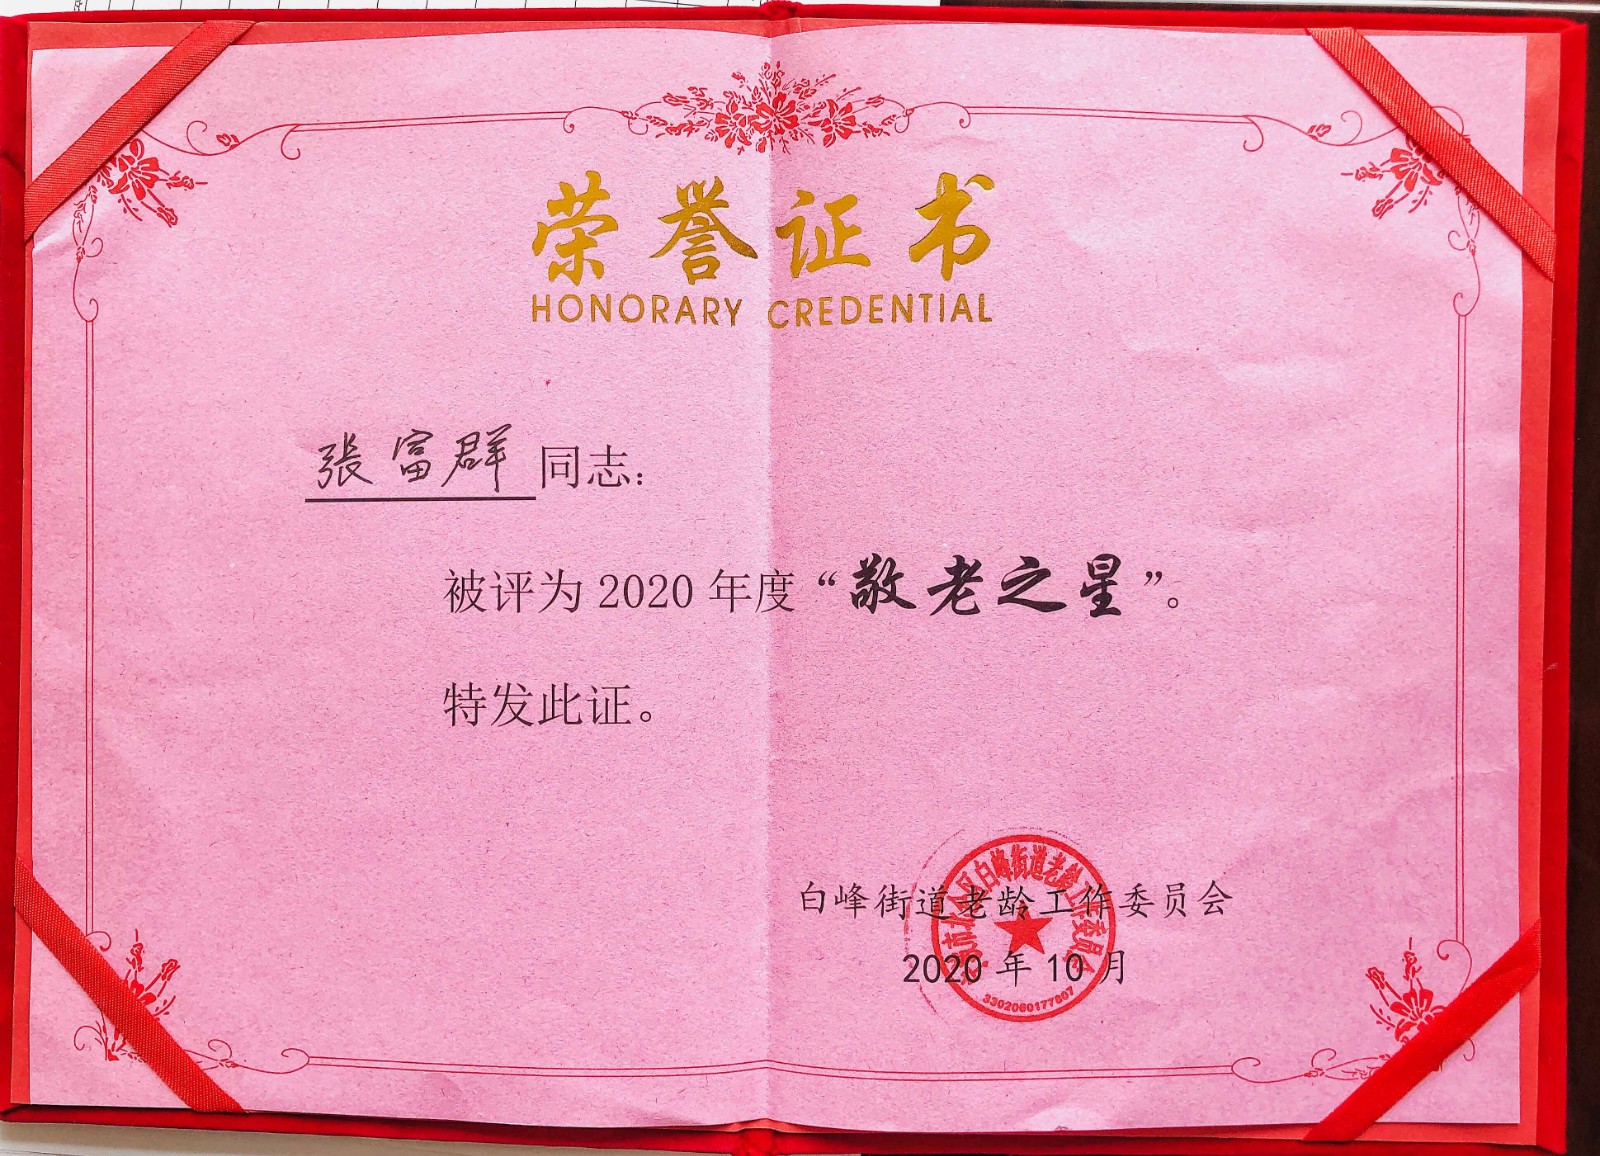 荣誉证书
HONORARY CREDENTIAL
張富群同志：
被评为2020年度“敬老之星”。
特发此证。
白峰街道老龄工作委员会
2020年10月